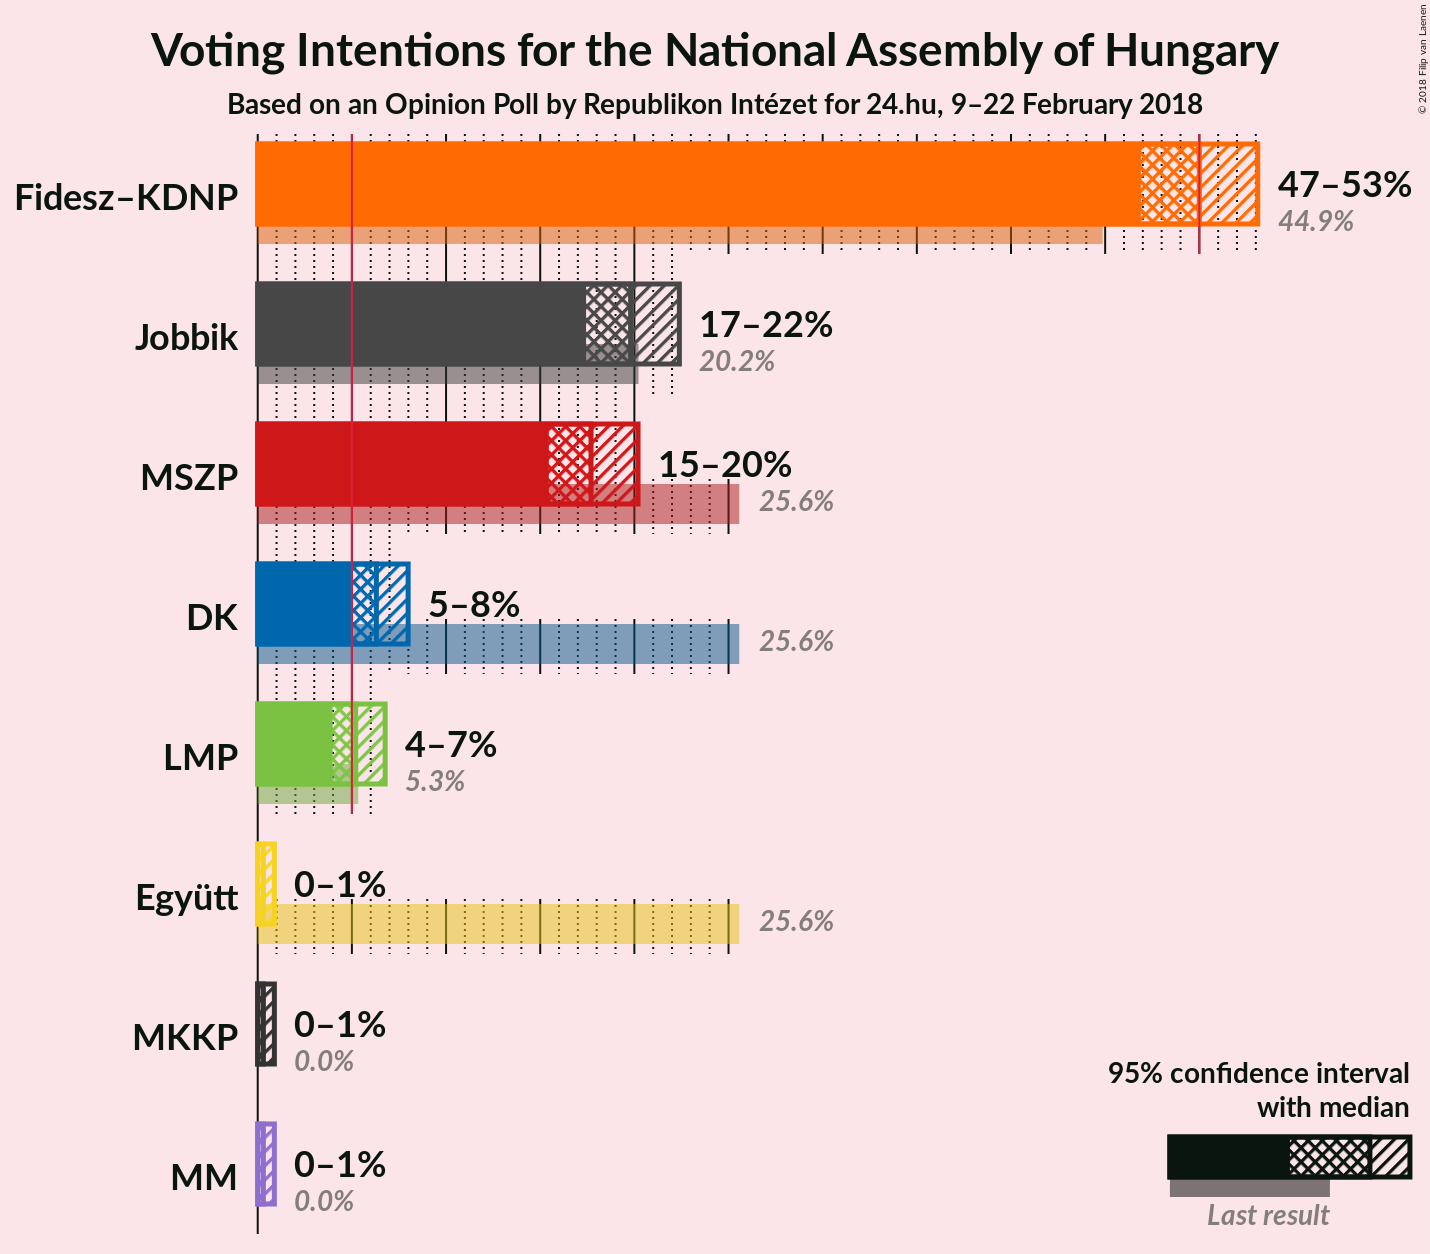 Voting Intentions for the National Assembly of Hungary
Based on an Opinion Poll by Republikon Intézet for 24.hu, 9–22 February 2018
© 2018 Filip van Laenen
Fidesz–KDNP
47–53%
44.9%
Jobbik
17–22%
20.2%
MSZP
15–20%
25.6%
DK
5–8%
25.6%
LMP
4–7%
5.3%
Együtt
0–1%
25.6%
MKKP
0–1%
0.0%
MM
0–1%
0.0%
95% confidence interval
with median
Last result